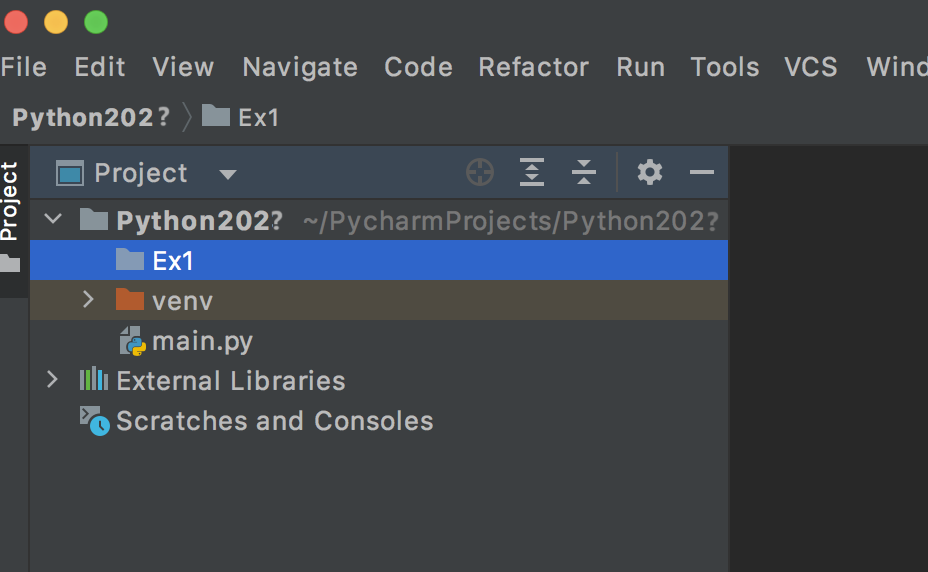 File Edit View Navigate Code Refactor Run Tools VCS Wind
Python202? Ex1
Project
Project
Python202? ~/PycharmProjects/Python202?
Ex1
venv
main.py
External Libraries
Scratches and Consoles